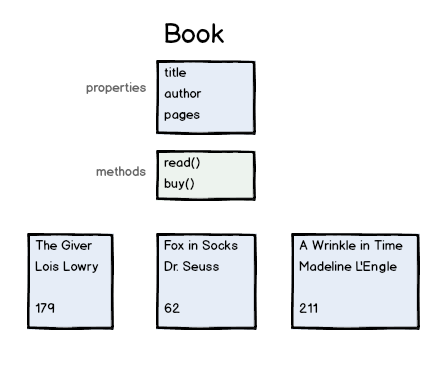 Book
properties
title
author
pages
methods
read()
buy()
The Giver
Lois Lowry
179
Fox in Socks
Dr. Seuss
62
A Wrinkle in Time
Madeline L'Engle
211